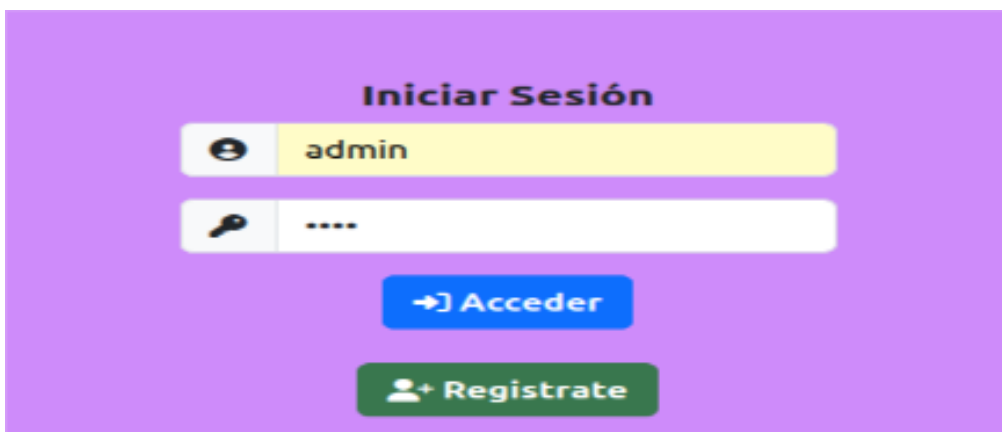 Iniciar Sesión
admin
••••
Acceder
Registrate